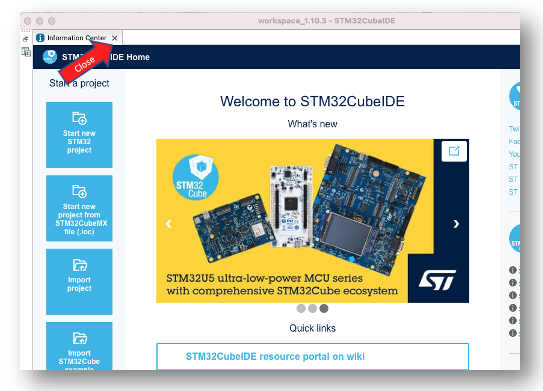 workspace_1.10.3 - STM32CubeIDE
Information Center
STM32CubeIDE Home
Close
Start a project
Start new
STM32
project
Start new
project from
STM32CubeMX
file (.ioc)
Import
project
Import
STM32Cube
example
Welcome to STM32CubeIDE
What's new
STM32
Cube
STM32U5 ultra-low-power MCU series
with comprehensive STM32Cube ecosystem
ST
Quick links
STM32CubeIDE resource portal on wiki
Twi
Fac
You
ST
ST
ST